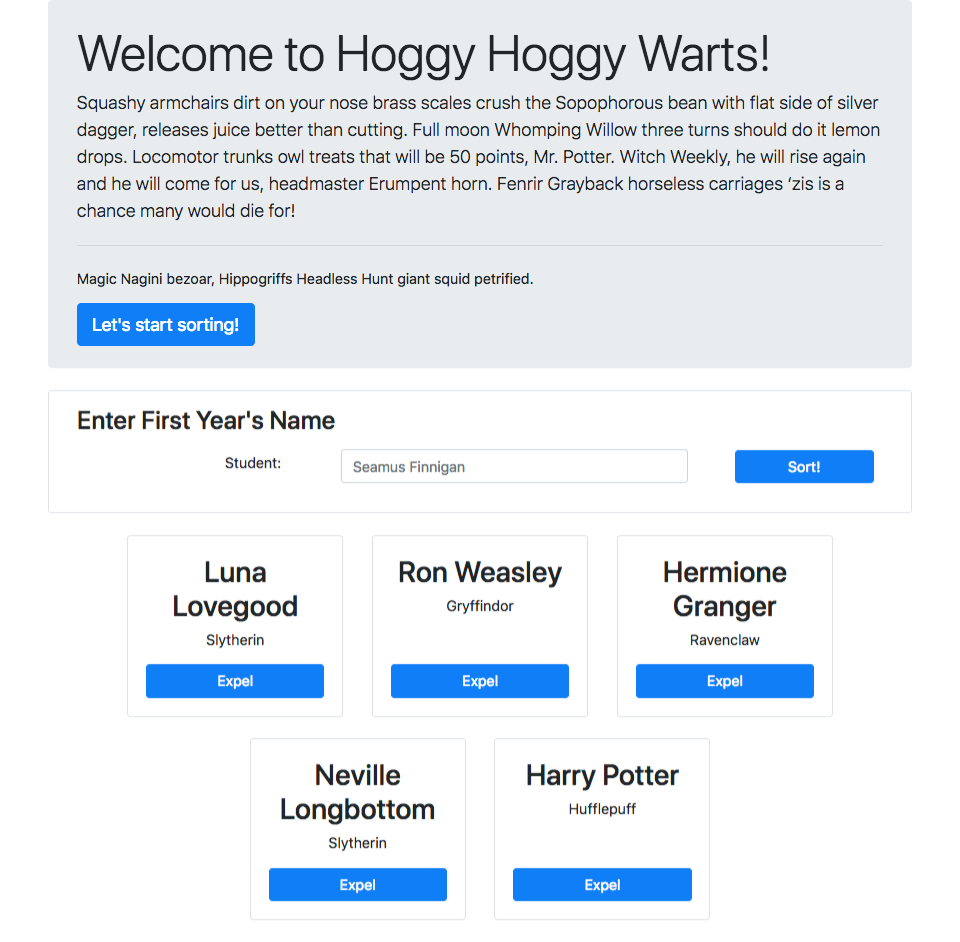 Welcome to Hoggy Hoggy Warts!
Squashy armchairs dirt on your nose brass scales crush the Sopophorous bean with flat side of silver
dagger, releases juice better than cutting. Full moon Whomping Willow three turns should do it lemon
drops. Locomotor trunks owl treats that will be 50 points, Mr. Potter. Witch Weekly, he will rise again
and he will come for us, headmaster Erumpent horn. Fenrir Grayback horseless carriages ‘zis is a
chance many would die for!
Magic Nagini bezoar, Hippogriffs Headless Hunt giant squid petrified.
Let's start sorting!
Enter First Year's Name
Student: Seamus Finnigan Sort!
Luna
Lovegood
Slytherin
Expel
Ron Weasley
Gryffindor
Expel
Hermione
Granger
Ravenclaw
Expel
Neville
Longbottom
Slytherin
Expel
Harry Potter
Hufflepuff
Expel